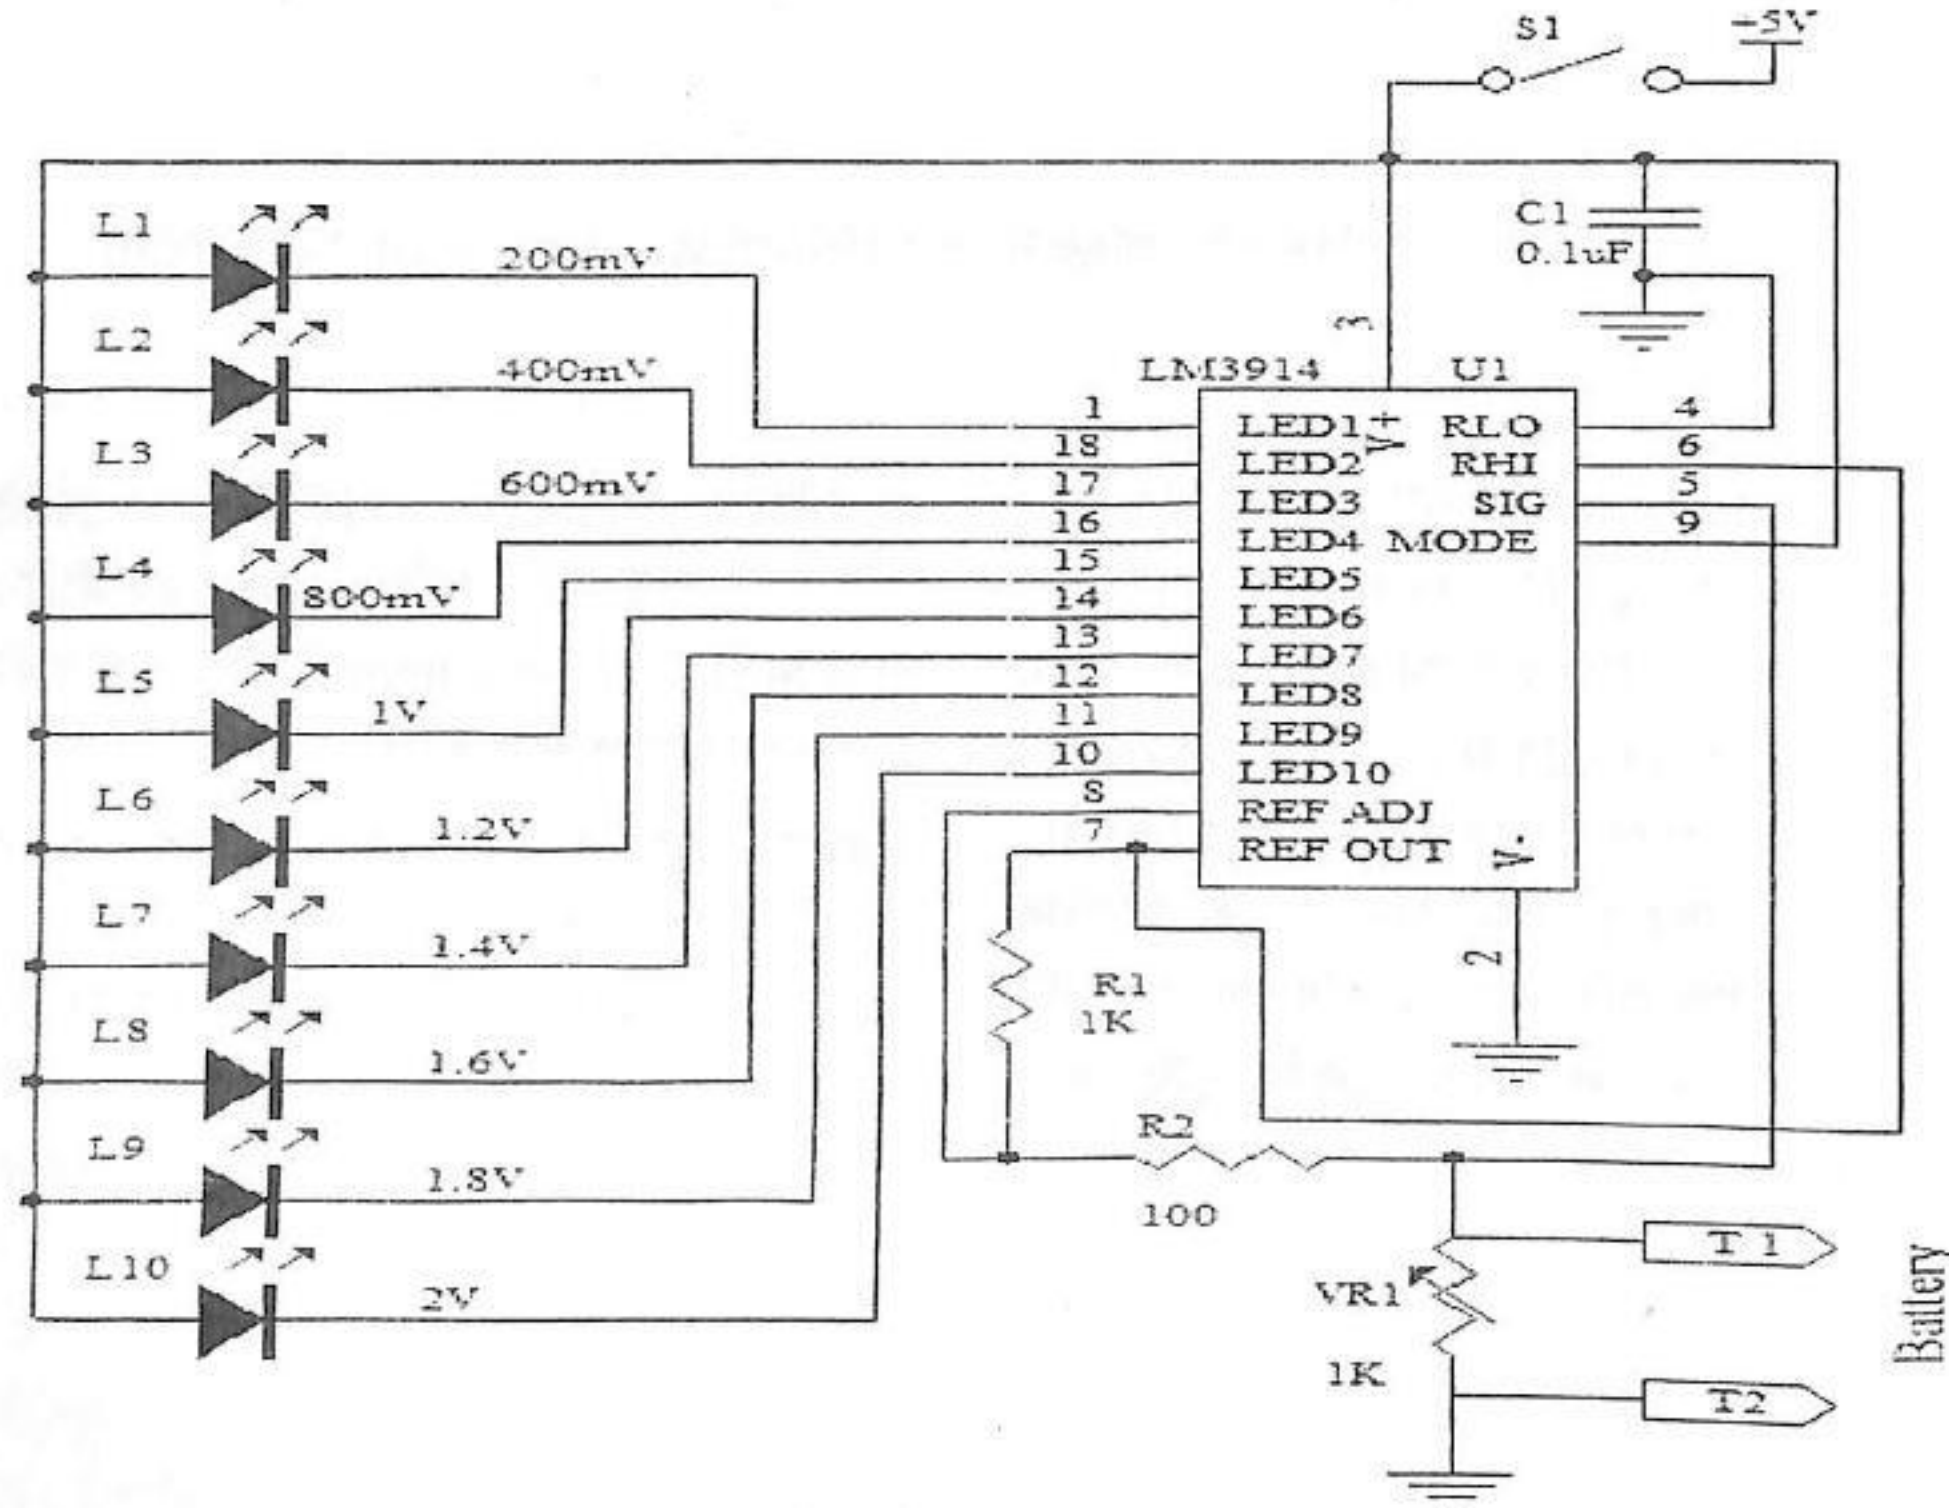 S1
+5V
L1
200mV
C1
0.1uF
L2
400mV
3
LM3914
U1
1
LED1
V+
RLO
4
L3
600mV
18
LED2
RHI
6
17
LED3
SIG
5
16
LED4
MODE
9
L4
800mV
15
LED5
14
LED6
13
LED7
L5
1V
12
LED8
11
LED9
10
LED10
L6
1.2V
8
REF ADJ
7
REF OUT
V-
L7
1.4V
2
R1
1K
L8
1.6V
L9
1.8V
R2
100
L10
2V
T1
VR1
1K
T2
Battery